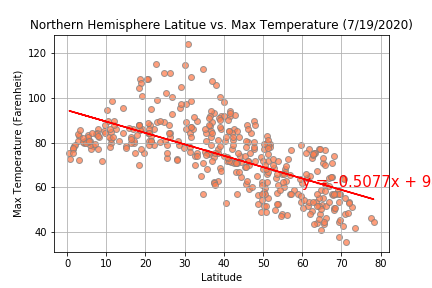 Northern Hemisphere Latitue vs. Max Temperature (7/19/2020)
Max Temperature (Farenheit)
120
100
80
60
40
y = -0.5077x + 9
0 10 20 30 40 50 60 70 80
Latitude